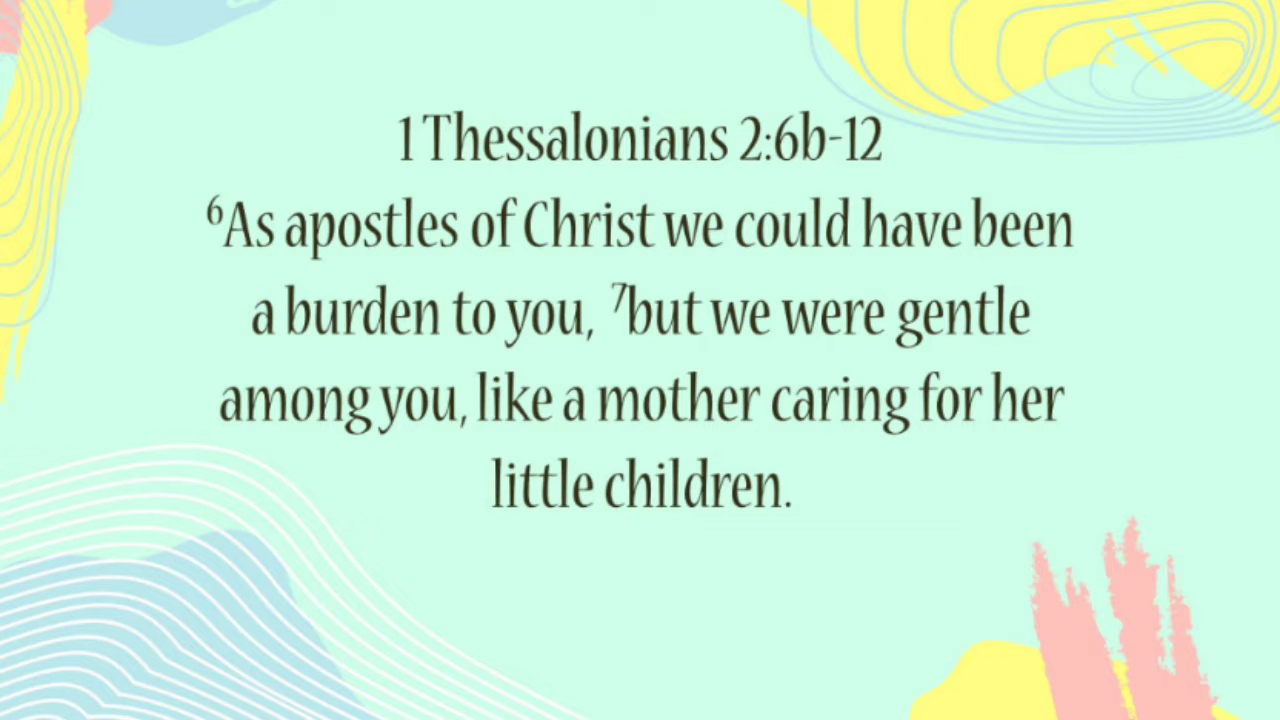 1 Thessalonians 2:6b-12
⁶As apostles of Christ we could have been
a burden to you, ⁷but we were gentle
among you, like a mother caring for her
little children.